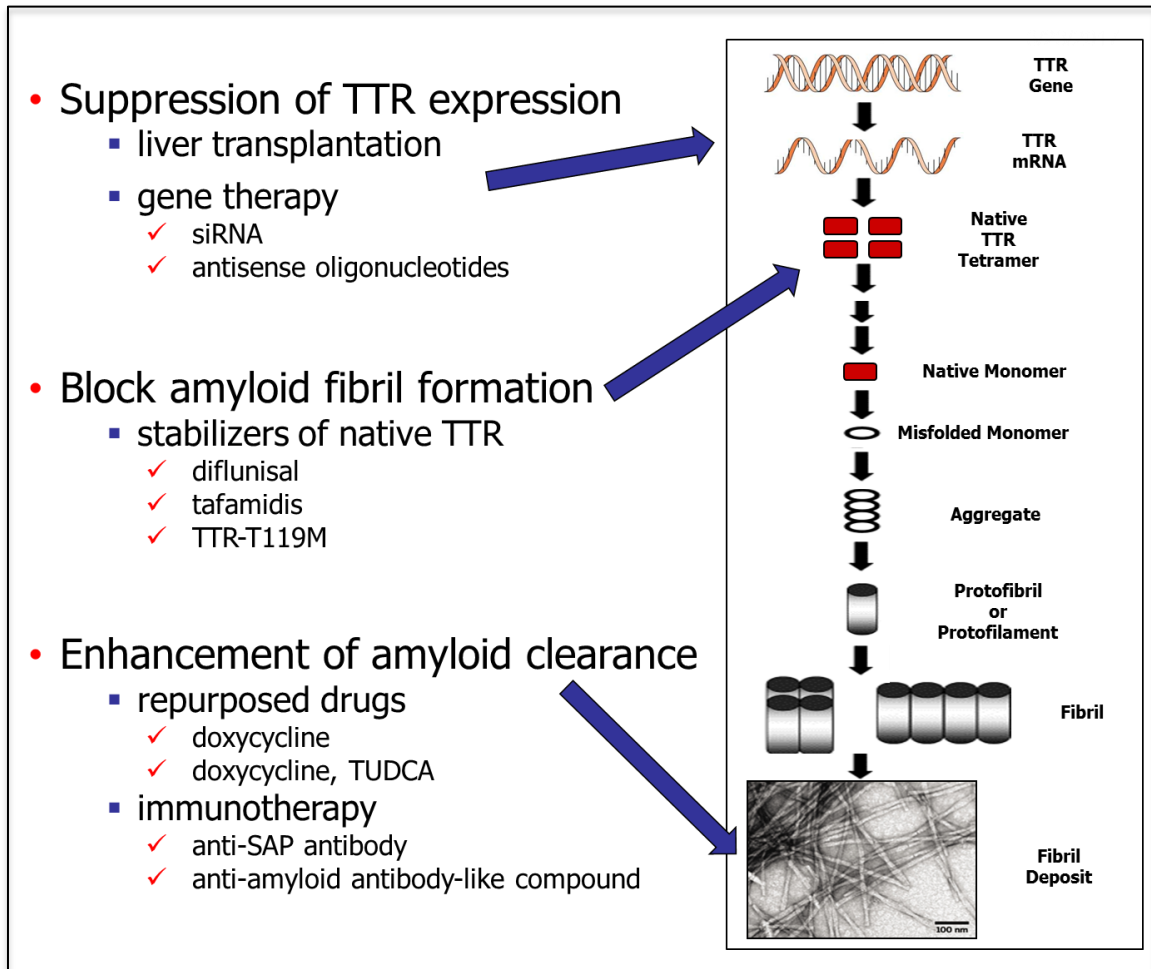 • Suppression of TTR expression
▪ liver transplantation
▪ gene therapy
✓ siRNA
✓ antisense oligonucleotides
• Block amyloid fibril formation
▪ stabilizers of native TTR
✓ diflunisal
✓ tafamidis
✓ TTR-T119M
• Enhancement of amyloid clearance
▪ repurposed drugs
✓ doxycycline
✓ doxycycline, TUDCA
▪ immunotherapy
✓ anti-SAP antibody
✓ anti-amyloid antibody-like compound
TTR
Gene
TTR
mRNA
Native
TTR
Tetramer
Native Monomer
Misfolded Monomer
Aggregate
Protofibril
or
Protofilament
Fibril
Fibril
Deposit
100 nm